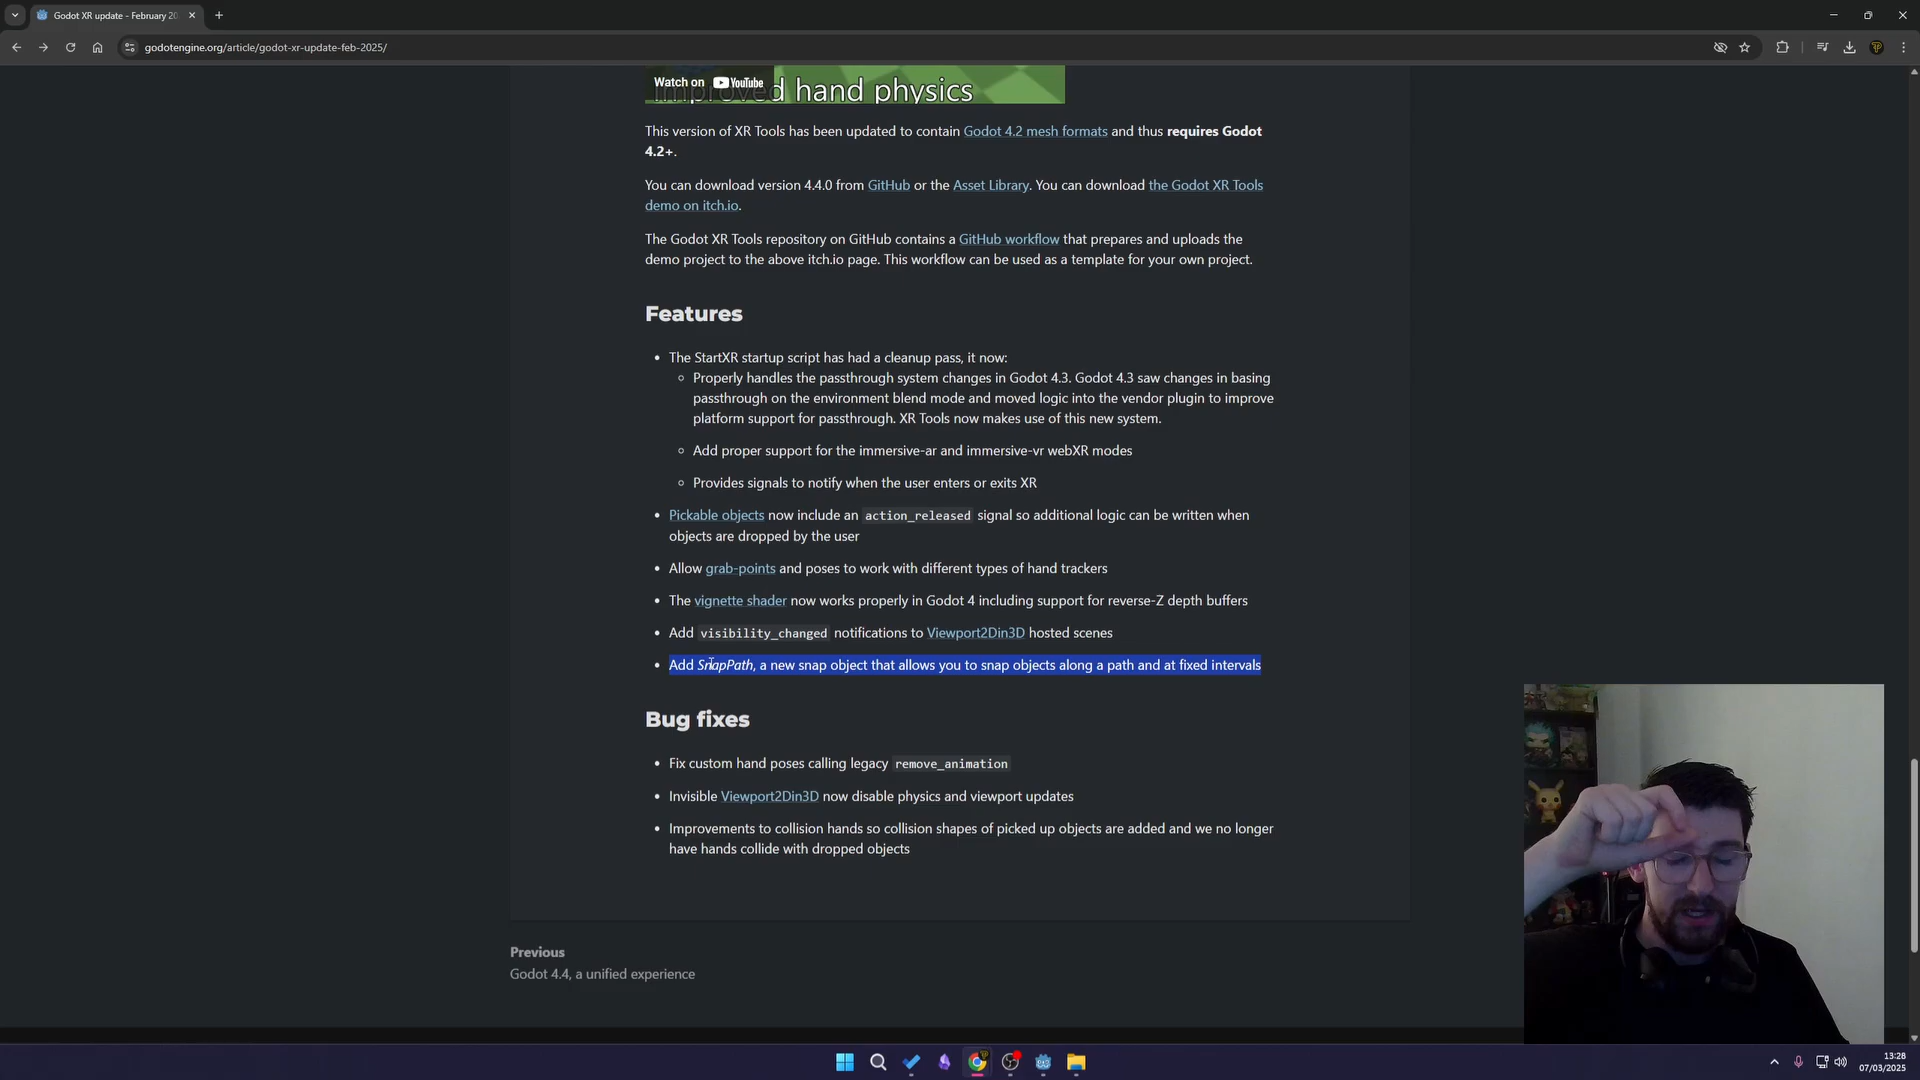 Godot XR update - February 20
godotengine.org/article/godot-xr-update-feb-2025/
Watch on YouTube
improved hand physics
This version of XR Tools has been updated to contain Godot 4.2 mesh formats and thus requires Godot
4.2+.
You can download version 4.4.0 from GitHub or the Asset Library. You can download the Godot XR Tools
demo on itch.io.
The Godot XR Tools repository on GitHub contains a GitHub workflow that prepares and uploads the
demo project to the above itch.io page. This workflow can be used as a template for your own project.
Features
The StartXR startup script has had a cleanup pass, it now:
Properly handles the passthrough system changes in Godot 4.3. Godot 4.3 saw changes in basing
passthrough on the environment blend mode and moved logic into the vendor plugin to improve
platform support for passthrough. XR Tools now makes use of this new system.
Add proper support for the immersive-ar and immersive-vr webXR modes
Provides signals to notify when the user enters or exits XR
Pickable objects now include an action_released signal so additional logic can be written when
objects are dropped by the user
Allow grab-points and poses to work with different types of hand trackers
The vignette shader now works properly in Godot 4 including support for reverse-Z depth buffers
Add visibility_changed notifications to Viewport2Din3D hosted scenes
Add SnapPath, a new snap object that allows you to snap objects along a path and at fixed intervals
Bug fixes
Fix custom hand poses calling legacy remove_animation
Invisible Viewport2Din3D now disable physics and viewport updates
Improvements to collision hands so collision shapes of picked up objects are added and we no longer
have hands collide with dropped objects
Previous
Godot 4.4, a unified experience
13:28
07/03/2025